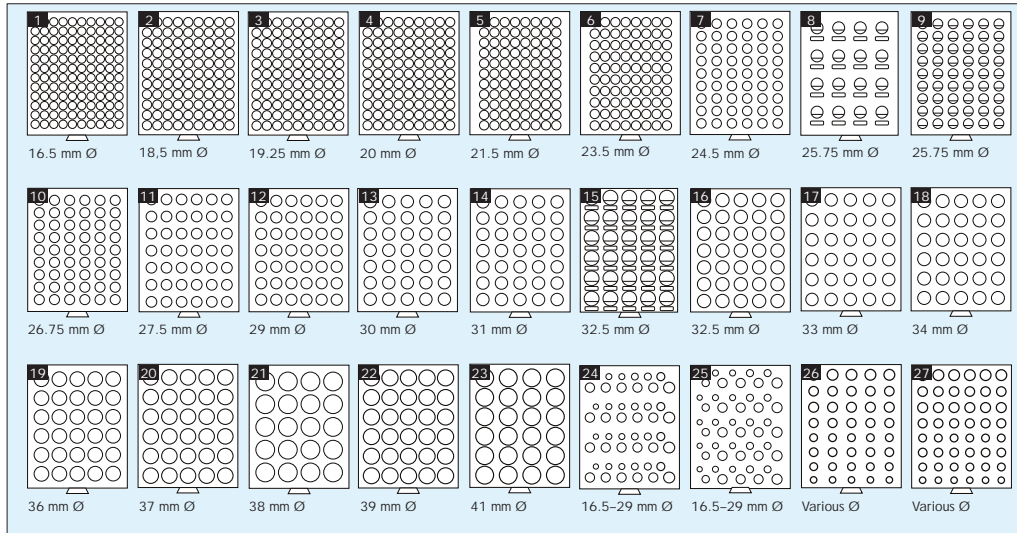 1 2 3 4 5 6 7 8 9
16.5 mm Ø 18,5 mm Ø 19.25 mm Ø 20 mm Ø 21.5 mm Ø 23.5 mm Ø 24.5 mm Ø 25.75 mm Ø 25.75 mm Ø
10 11 12 13 14 15 16 17 18
26.75 mm Ø 27.5 mm Ø 29 mm Ø 30 mm Ø 31 mm Ø 32.5 mm Ø 32.5 mm Ø 33 mm Ø 34 mm Ø
19 20 21 22 23 24 25 26 27
36 mm Ø 37 mm Ø 38 mm Ø 39 mm Ø 41 mm Ø 16.5–29 mm Ø 16.5–29 mm Ø Various Ø Various Ø